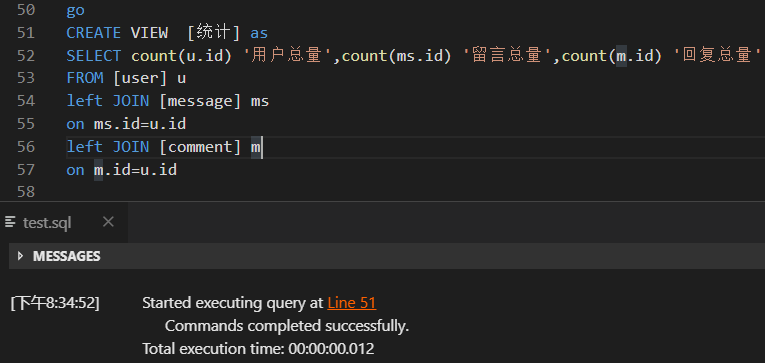 50 go
51 CREATE VIEW [统计] as
52 SELECT count(u.id) '用户总量',count(ms.id) '留言总量',count(m.id) '回复总量'
53 FROM [user] u
54 left JOIN [message] ms
55 on ms.id=u.id
56 left JOIN [comment] m
57 on m.id=u.id
58
test.sql
MESSAGES
[下午8:34:52] Started executing query at Line 51
Commands completed successfully.
Total execution time: 00:00:00.012